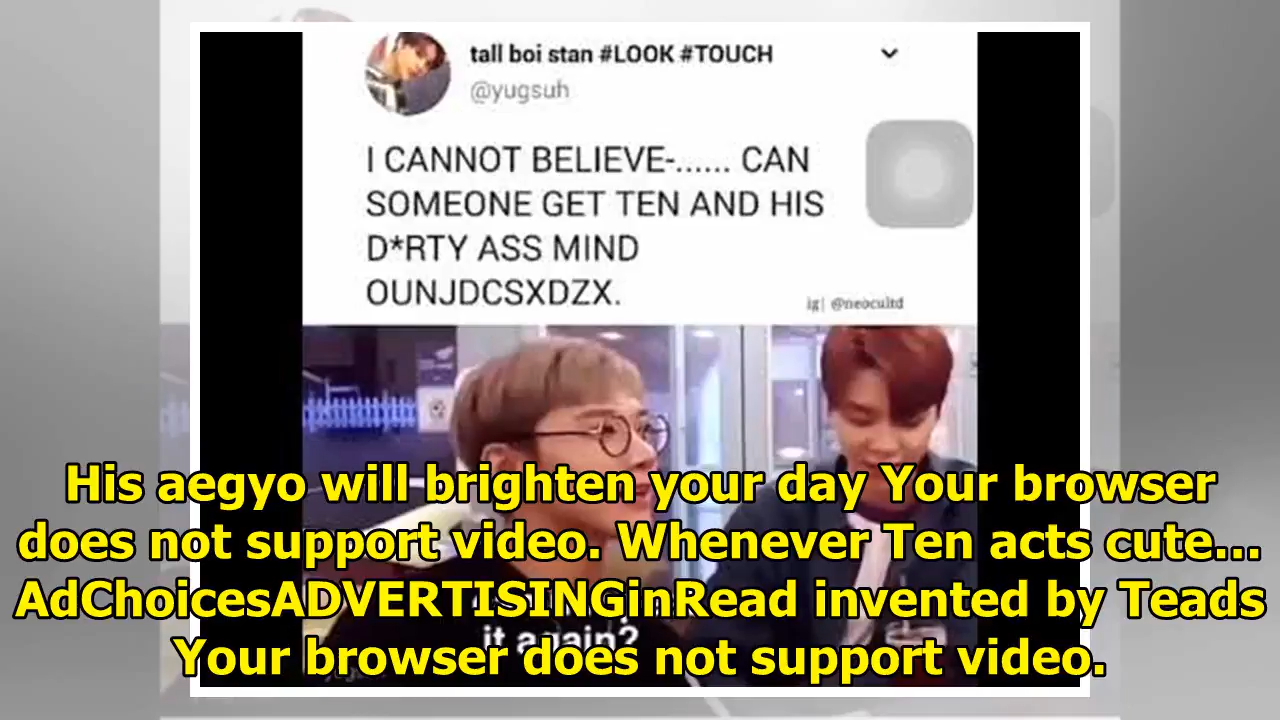 tall boi stan #LOOK #TOUCH
@yugsuh
I CANNOT BELIEVE-...... CAN
SOMEONE GET TEN AND HIS
D*RTY ASS MIND
OUNJDCSXDZX.
ig| @neocultd
His aegyo will brighten your day Your browser
does not support video. Whenever Ten acts cute...
AdChoicesADVERTISINGinRead invented by Teads
it again?
Your browser does not support video.